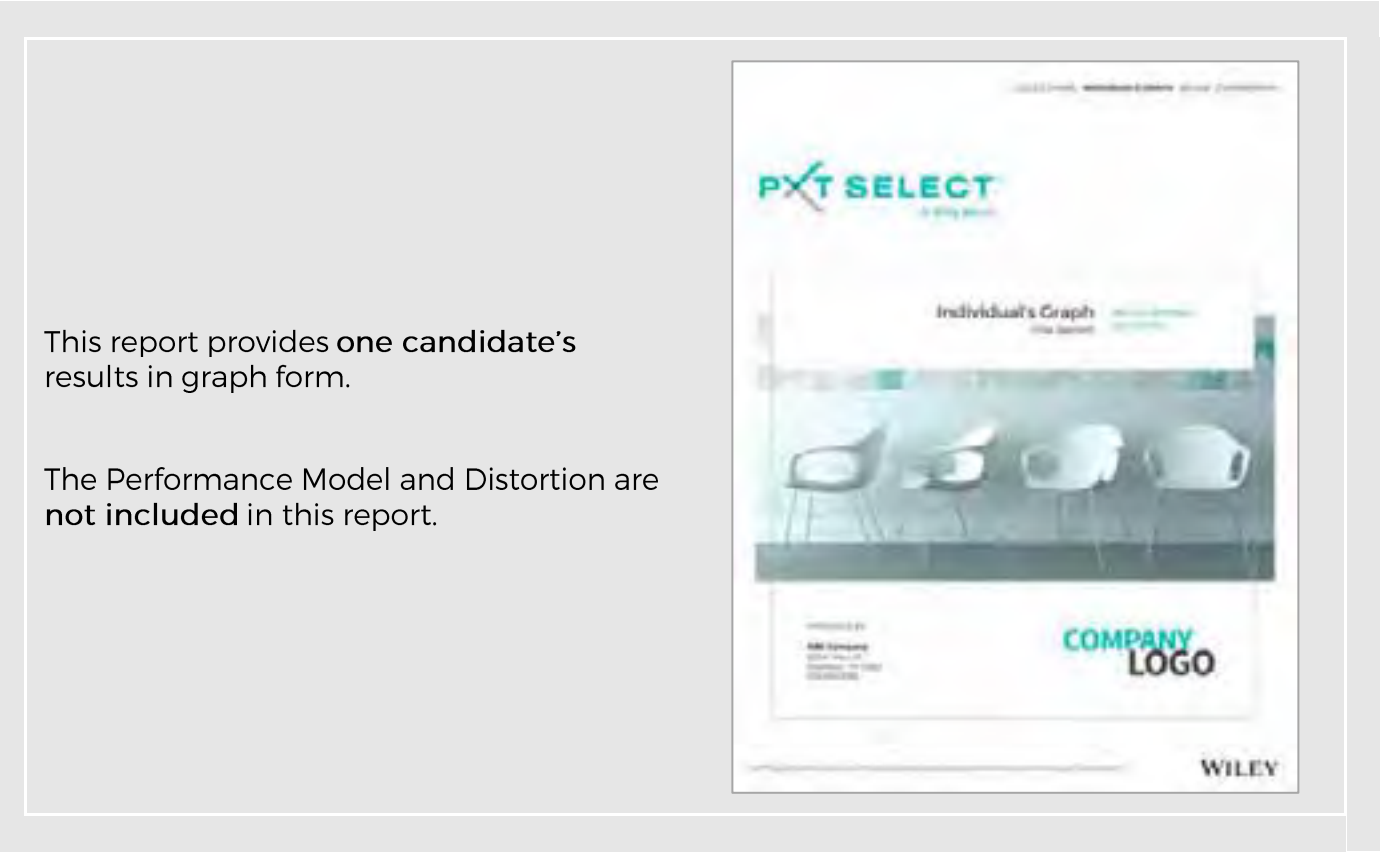 This report provides one candidate’s
results in graph form.
The Performance Model and Distortion are
not included in this report.
PXT SELECT
Individual's Graph
COMPANY
LOGO
WILEY